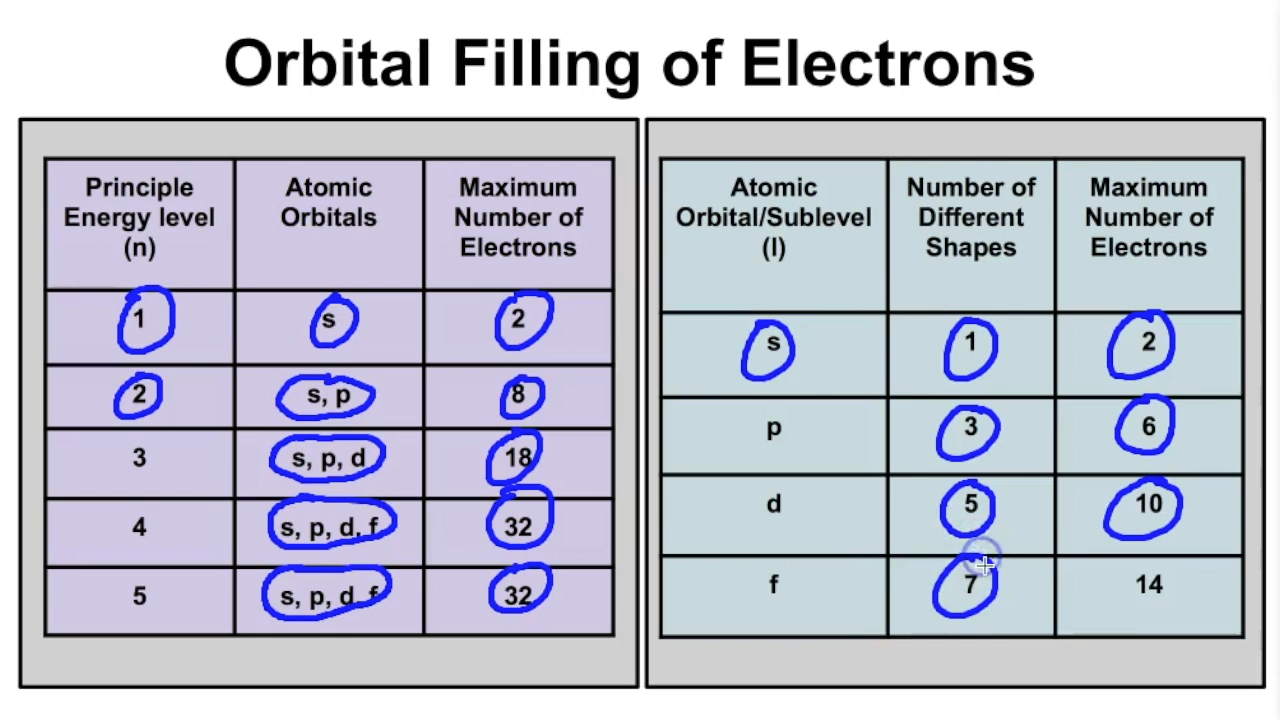 Orbital Filling of Electrons
Principle
Energy level
(n)
Atomic
Orbitals
Maximum
Number of
Electrons
1
s
2
2
s, p
8
3
s, p, d
18
4
s, p, d, f
32
5
s, p, d, f
32
Atomic
Orbital/Sublevel
(l)
Number of
Different
Shapes
Maximum
Number of
Electrons
s
1
2
p
3
6
d
5
10
f
7
14